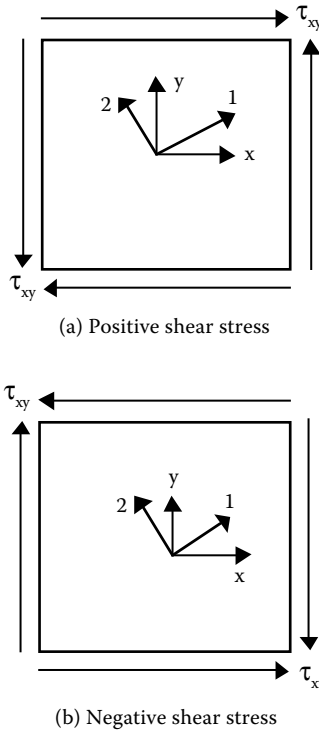 τxy
2
y
1
x
τxy
(a) Positive shear stress
τxy
2
y
1
x
τx
(b) Negative shear stress